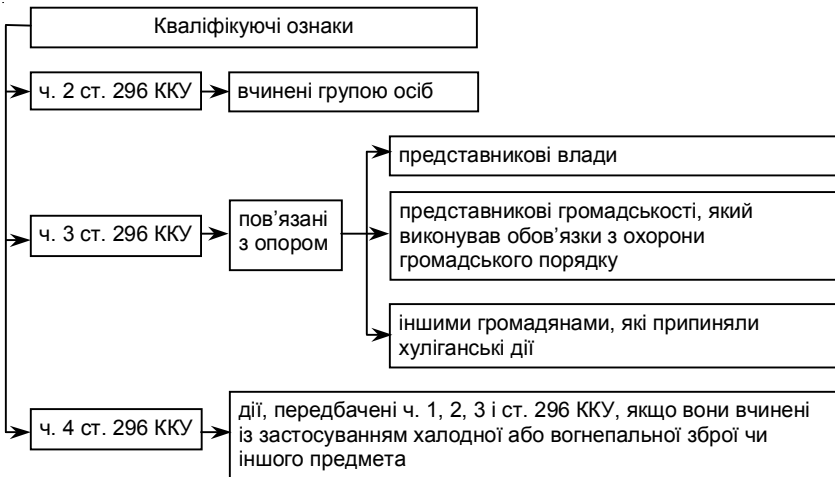 Кваліфікуючі ознаки
ч. 2 ст. 296 ККУ
вчинені групою осіб
ч. 3 ст. 296 ККУ
пов’язані
з опором
представникові влади
представникові громадськості, який
виконував обов’язки з охорони
громадського порядку
іншими громадянами, які припиняли
хуліганські дії
ч. 4 ст. 296 ККУ
дії, передбачені ч. 1, 2, 3 і ст. 296 ККУ, якщо вони вчинені
із застосуванням халодної або вогнепальної зброї чи
іншого предмета